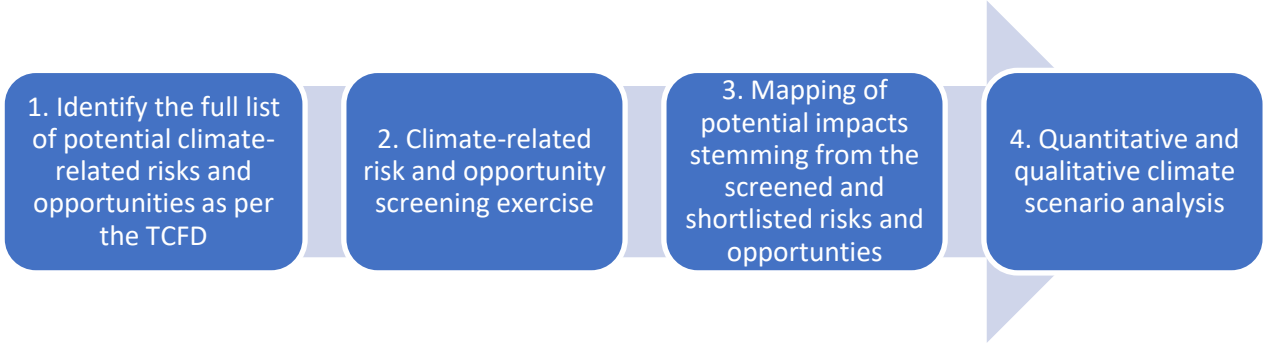 1. Identify the full list
of potential climate-
related risks and
opportunities as per
the TCFD
2. Climate-related
risk and opportunity
screening exercise
3. Mapping of
potential impacts
stemming from the
screened and
shortlisted risks and
opportunties
4. Quantitative and
qualitative climate
scenario analysis